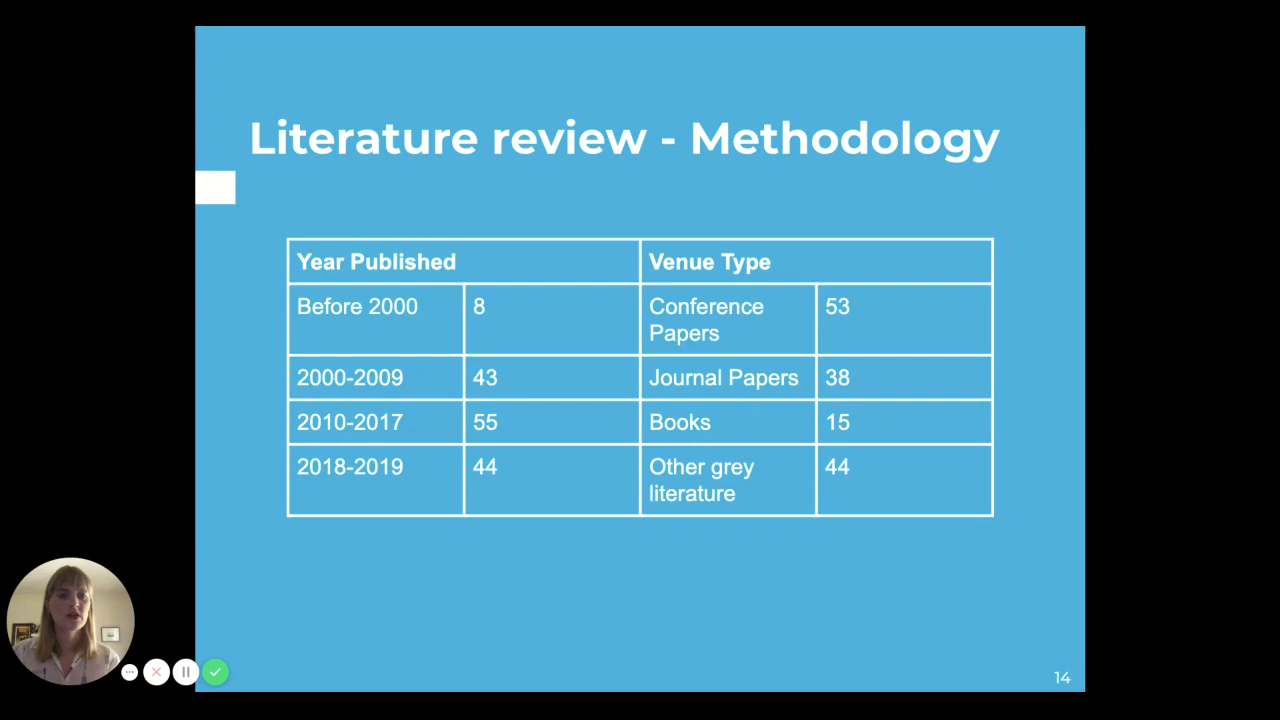 Literature review - Methodology
Year Published
Venue Type
Before 2000
8
Conference
Papers
53
2000-2009
43
Journal Papers
38
2010-2017
55
Books
15
2018-2019
44
Other grey
literature
44
14